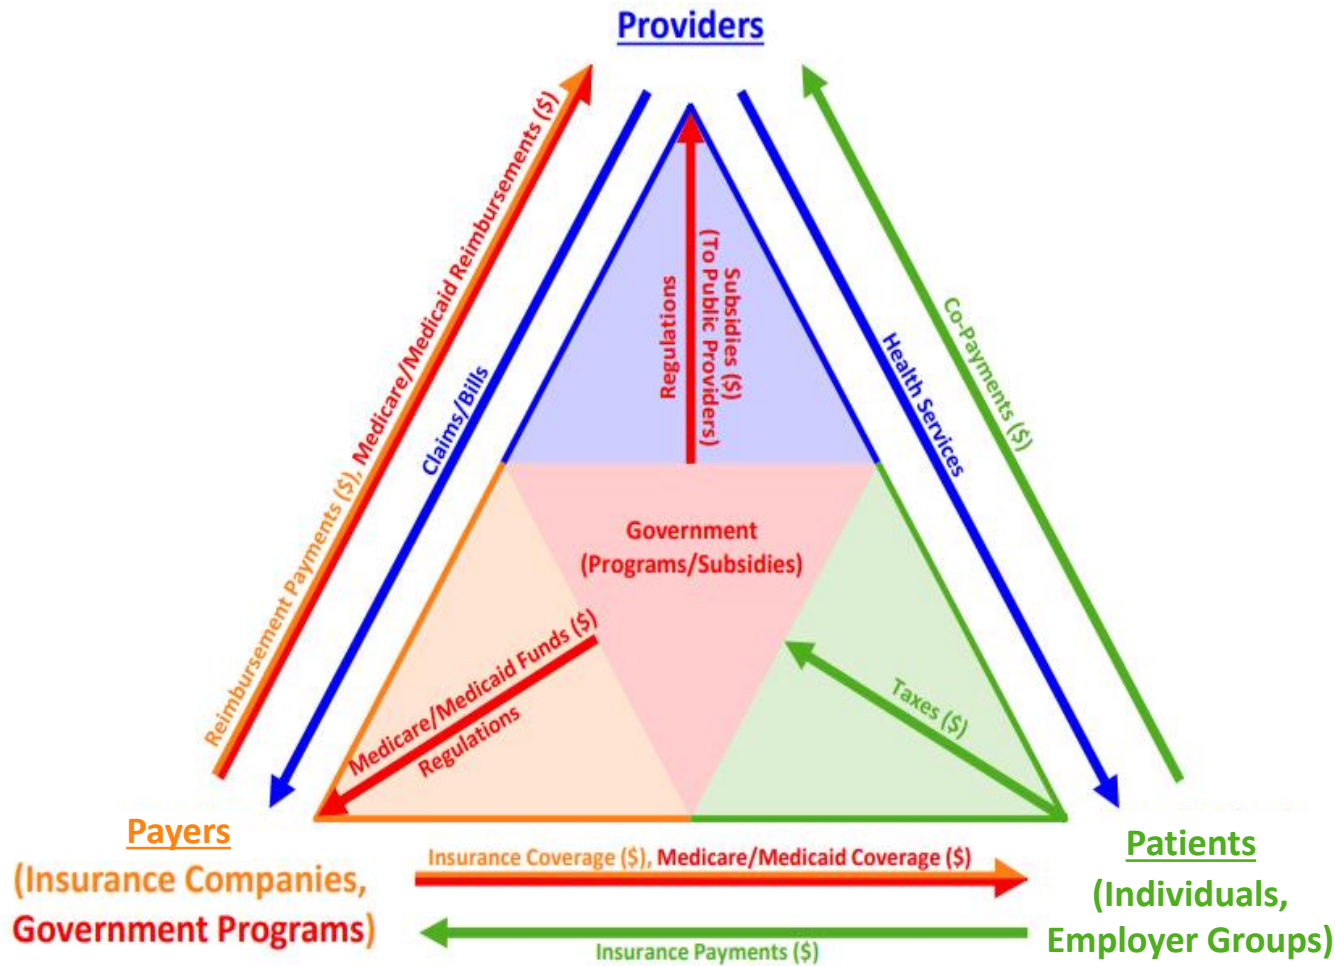 Providers
Reimbursement Payments ($), Medicare/Medicaid Reimbursements ($)
Claims/Bills
Regulations
Subsidies ($)
(To Public Providers)
Health Services
Co-Payments ($)
Government
(Programs/Subsidies)
Medicare/Medicaid Funds ($)
Regulations
Taxes ($)
Payers
(Insurance Companies,
Government Programs)
Insurance Coverage ($), Medicare/Medicaid Coverage ($)
Insurance Payments ($)
Patients
(Individuals,
Employer Groups)